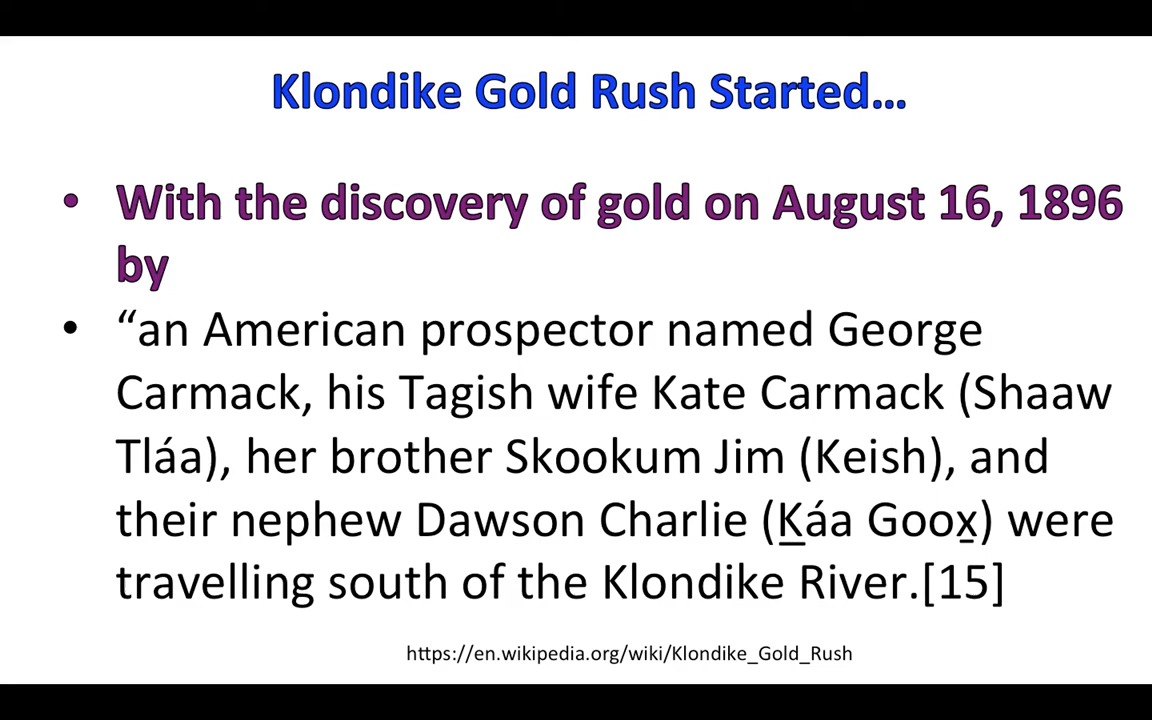 Klondike Gold Rush Started...
• With the discovery of gold on August 16, 1896
by
• “an American prospector named George
Carmack, his Tagish wife Kate Carmack (Shaaw
Tláa), her brother Skookum Jim (Keish), and
their nephew Dawson Charlie (Ḵáa Goox̱) were
travelling south of the Klondike River.[15]
https://en.wikipedia.org/wiki/Klondike_Gold_Rush